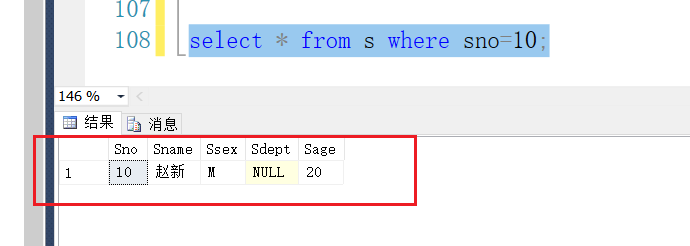 107
108 select * from s where sno=10;
146 %
结果 消息
Sno Sname Ssex Sdept Sage
1 10 赵新 M NULL 20